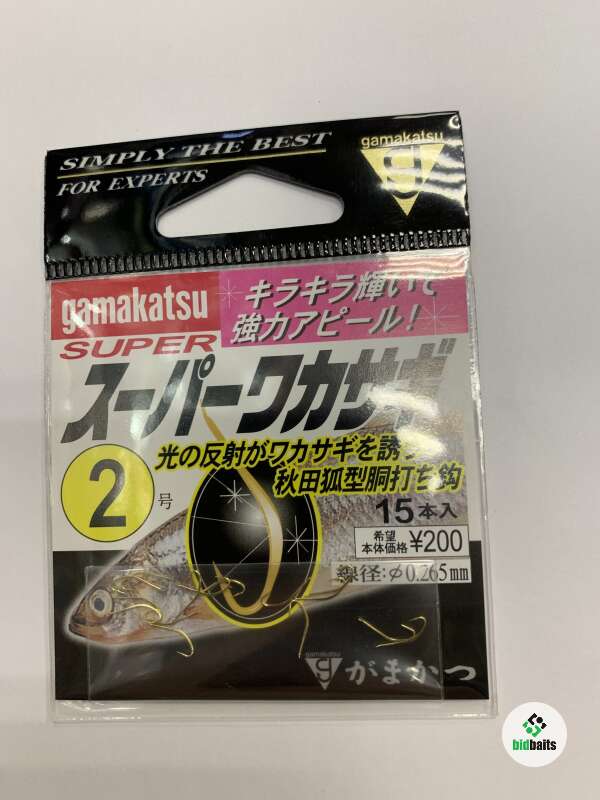 SIMPLY THE BEST
FOR EXPERTS
gamakatsu
g
gamakatsu
キラキラ輝いて
強力アピール!
SUPER
スーパーワカサギ
光の反射がワカサギを誘う
秋田狐型胴打ち鈎
2号
15本入
希望
本体価格 ¥200
線径:φ0.265mm
gamakatsu
g がまかつ
bidbaits